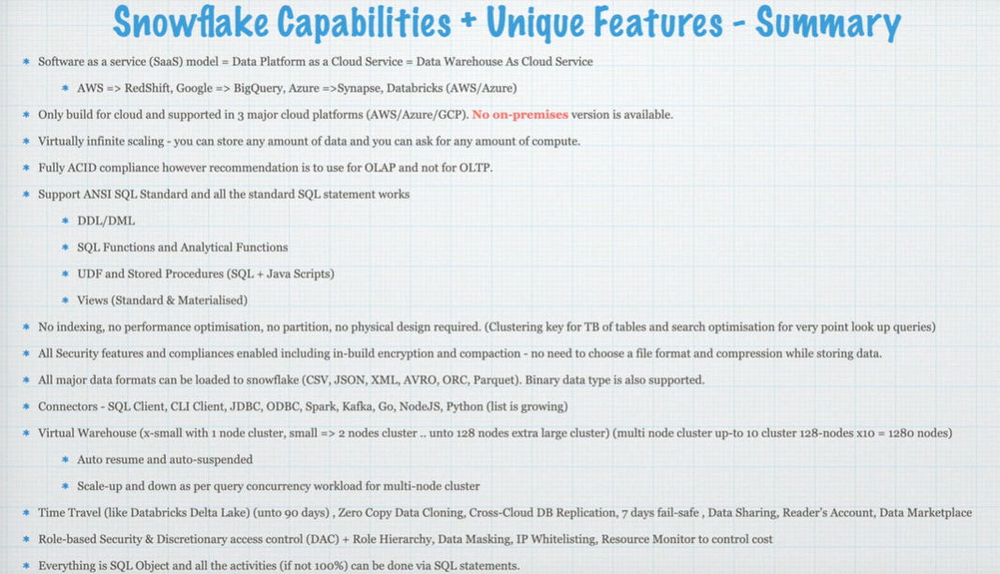 Snowflake Capabilities + Unique Features - Summary
* Software as a service (SaaS) model = Data Platform as a Cloud Service = Data Warehouse As Cloud Service
* AWS => RedShift, Google => BigQuery, Azure =>Synapse, Databricks (AWS/Azure)
* Only build for cloud and supported in 3 major cloud platforms (AWS/Azure/GCP). No on-premises version is available.
* Virtually infinite scaling - you can store any amount of data and you can ask for any amount of compute.
* Fully ACID compliance however recommendation is to use for OLAP and not for OLTP.
* Support ANSI SQL Standard and all the standard SQL statement works
* DDL/DML
* SQL Functions and Analytical Functions
* UDF and Stored Procedures (SQL + Java Scripts)
* Views (Standard & Materialised)
* No indexing, no performance optimisation, no partition, no physical design required. (Clustering key for TB of tables and search optimisation for very point look up queries)
* All Security features and compliances enabled including in-build encryption and compaction - no need to choose a file format and compression while storing data.
* All major data formats can be loaded to snowflake (CSV, JSON, XML, AVRO, ORC, Parquet). Binary data type is also supported.
* Connectors - SQL Client, CLI Client, JDBC, ODBC, Spark, Kafka, Go, NodeJS, Python (list is growing)
* Virtual Warehouse (x-small with 1 node cluster, small => 2 nodes cluster .. unto 128 nodes extra large cluster) (multi node cluster up-to 10 cluster 128-nodes x10 = 1280 nodes)
* Auto resume and auto-suspended
* Scale-up and down as per query concurrency workload for multi-node cluster
* Time Travel (like Databricks Delta Lake) (unto 90 days) , Zero Copy Data Cloning, Cross-Cloud DB Replication, 7 days fail-safe , Data Sharing, Reader's Account, Data Marketplace
* Role-based Security & Discretionary access control (DAC) + Role Hierarchy, Data Masking, IP Whitelisting, Resource Monitor to control cost
* Everything is SQL Object and all the activities (if not 100%) can be done via SQL statements.